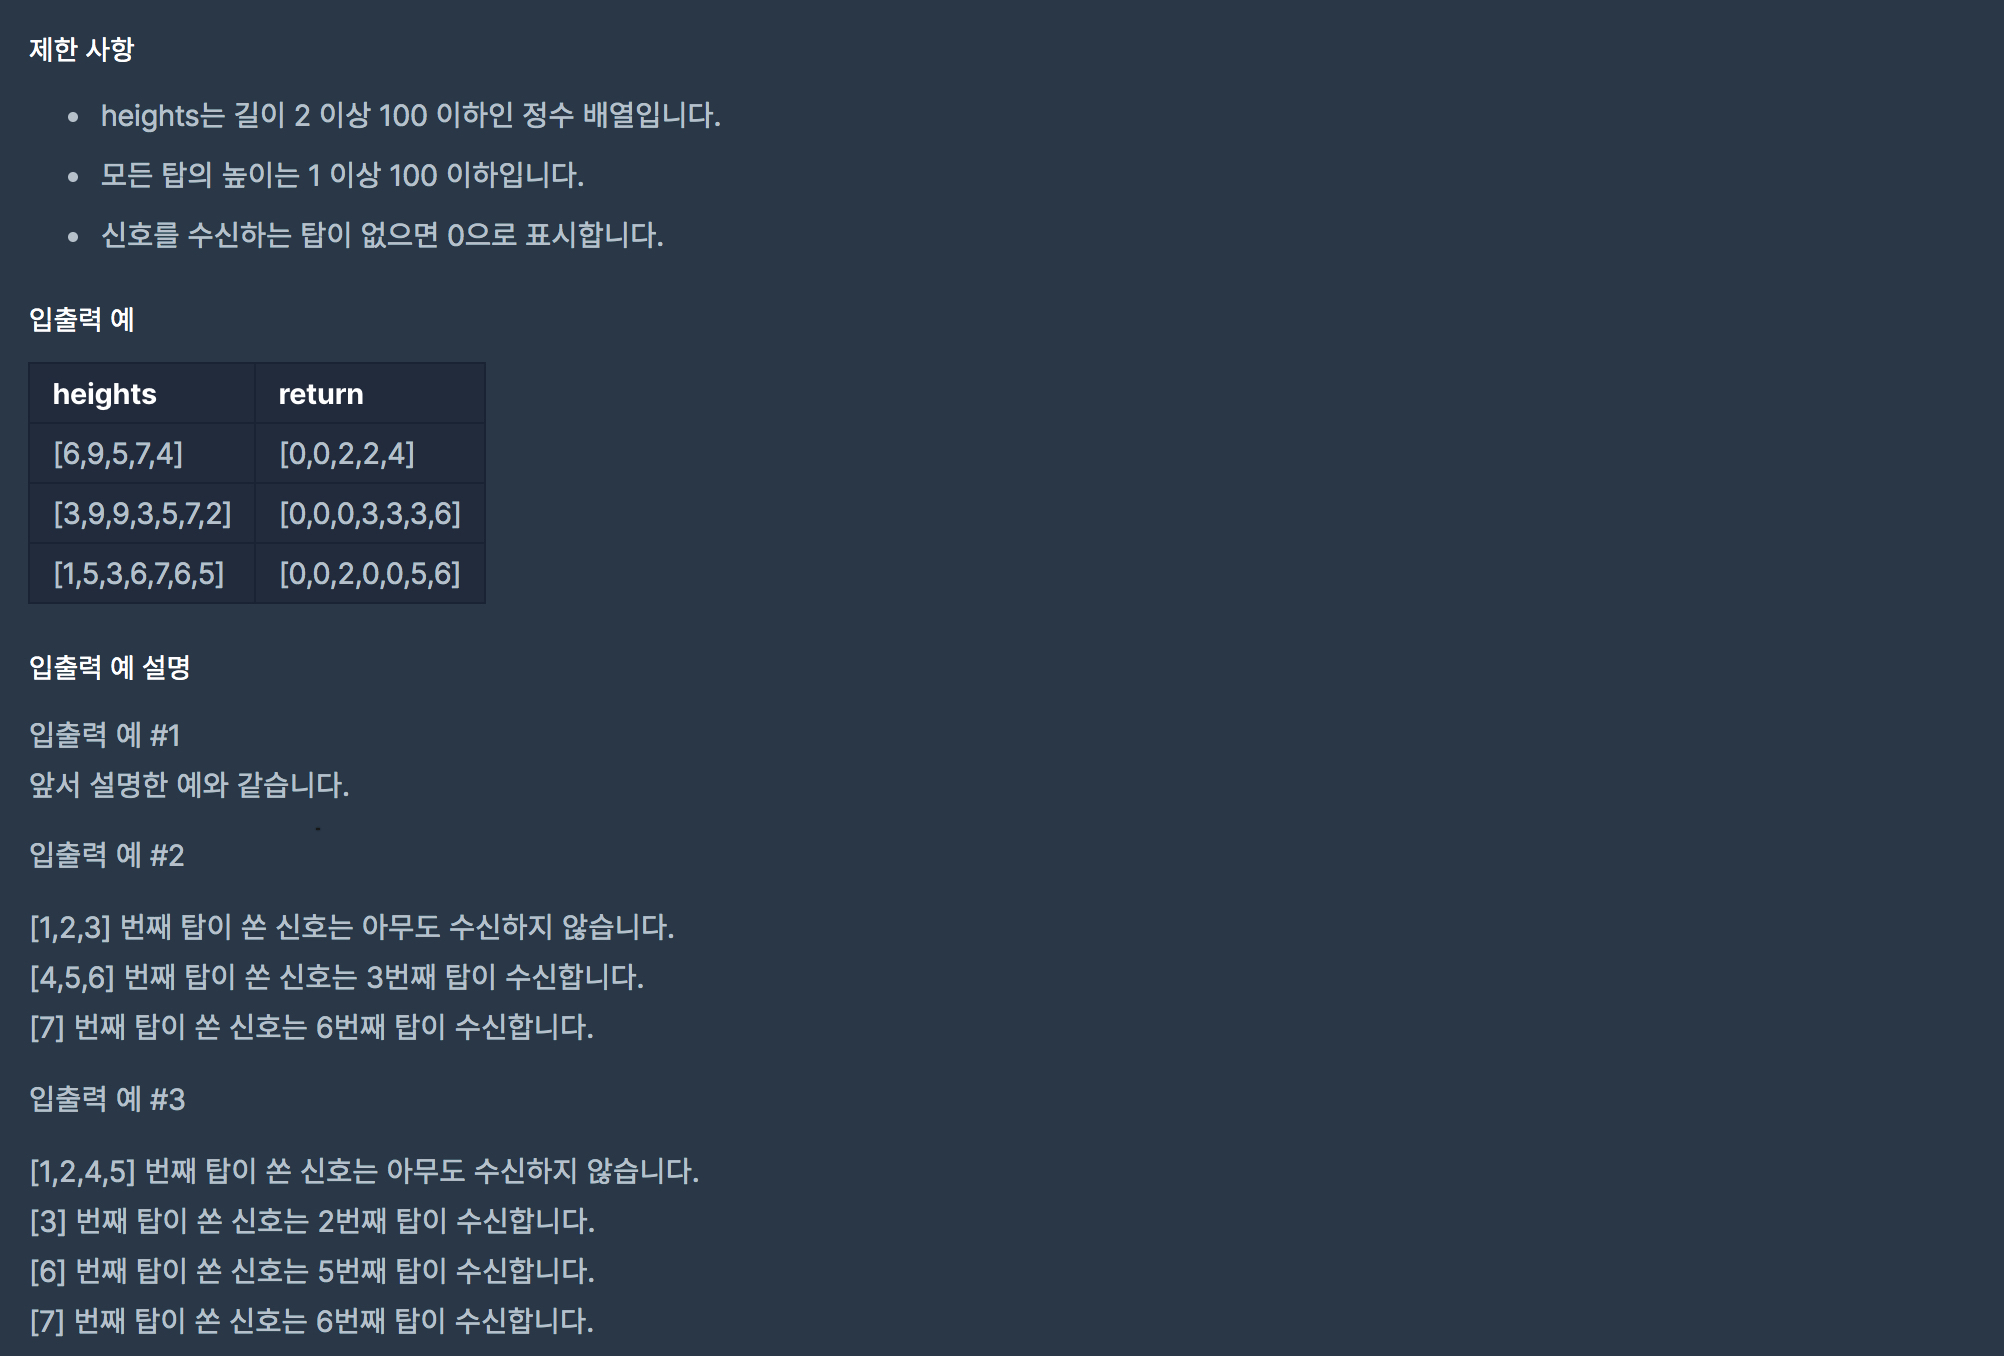 제한 사항
heights는 길이 2 이상 100 이하인 정수 배열입니다.
모든 탑의 높이는 1 이상 100 이하입니다.
신호를 수신하는 탑이 없으면 0으로 표시합니다.
입출력 예
heights return
[6,9,5,7,4] [0,0,2,2,4]
[3,9,9,3,5,7,2] [0,0,0,3,3,3,6]
[1,5,3,6,7,6,5] [0,0,2,0,0,5,6]
입출력 예 설명
입출력 예 #1
앞서 설명한 예와 같습니다.
입출력 예 #2
[1,2,3] 번째 탑이 쏜 신호는 아무도 수신하지 않습니다.
[4,5,6] 번째 탑이 쏜 신호는 3번째 탑이 수신합니다.
[7] 번째 탑이 쏜 신호는 6번째 탑이 수신합니다.
입출력 예 #3
[1,2,4,5] 번째 탑이 쏜 신호는 아무도 수신하지 않습니다.
[3] 번째 탑이 쏜 신호는 2번째 탑이 수신합니다.
[6] 번째 탑이 쏜 신호는 5번째 탑이 수신합니다.
[7] 번째 탑이 쏜 신호는 6번째 탑이 수신합니다.